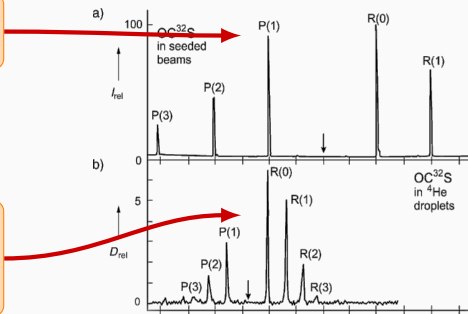 a)
100
OC³²S
in seeded
beams
I_rel
P(3)
P(2)
P(1)
R(0)
R(1)
0
b)
OC³²S
in ⁴He
droplets
5
D_rel
P(3)
P(2)
P(1)
R(0)
R(1)
R(2)
R(3)
0